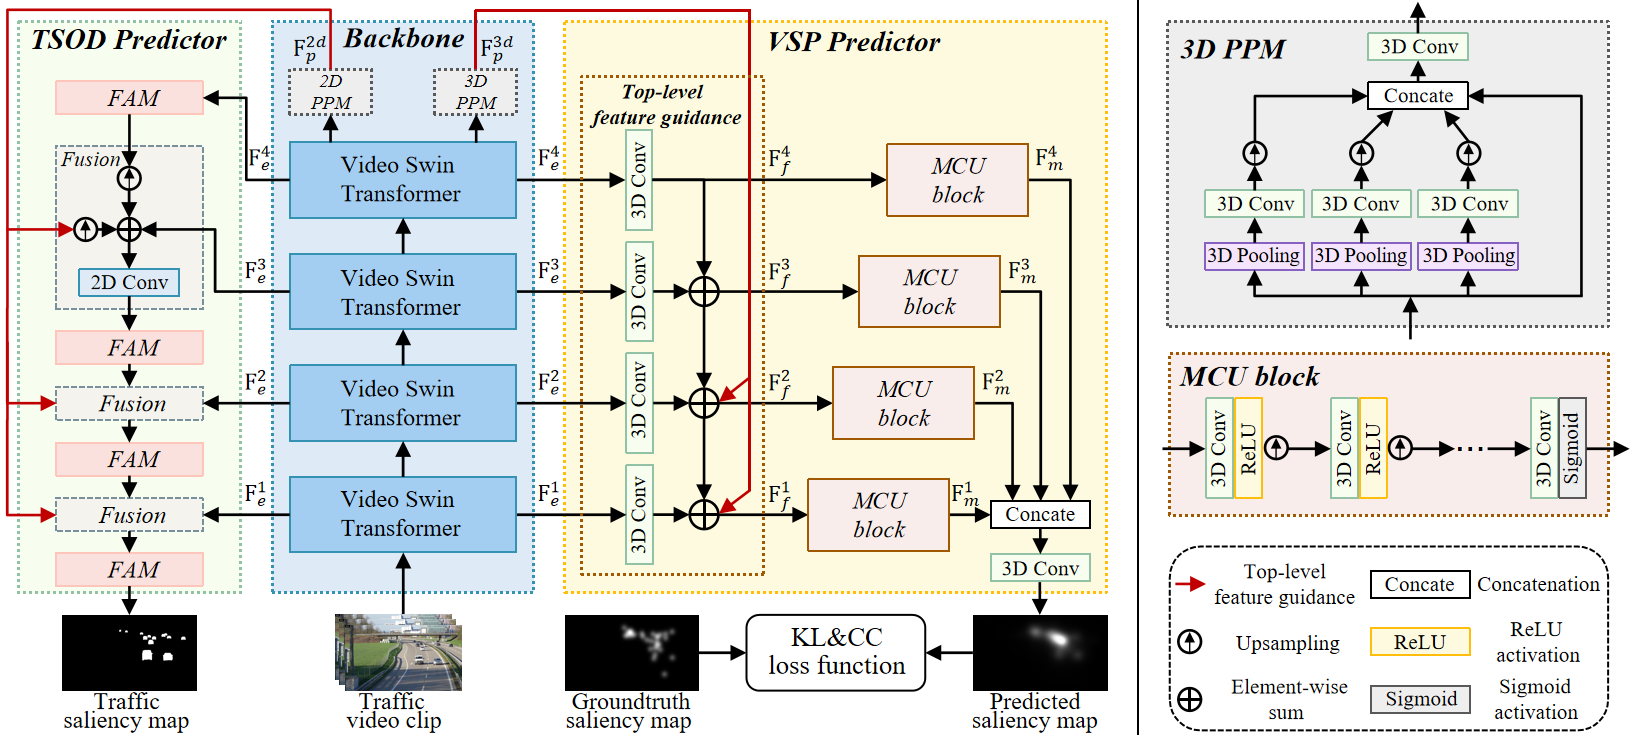 TSOD Predictor
FAM
Fusion
2D Conv
FAM
Fusion
FAM
Fusion
FAM
Traffic
saliency map
Backbone
F_p^{2d}
F_p^{3d}
2D
PPM
3D
PPM
F_e^4
Video Swin
Transformer
F_e^4
F_e^3
Video Swin
Transformer
F_e^3
F_e^2
Video Swin
Transformer
F_e^2
F_e^1
Video Swin
Transformer
F_e^1
Traffic
video clip
VSP Predictor
Top-level
feature guidance
3D Conv
F_f^4
MCU
block
F_m^4
3D Conv
F_f^3
MCU
block
F_m^3
3D Conv
F_f^2
MCU
block
F_m^2
3D Conv
F_f^1
MCU
block
F_m^1
Concate
3D Conv
Groundtruth
saliency map
KL&CC
loss function
Predicted
saliency map
3D PPM
3D Conv
Concate
3D Conv 3D Conv 3D Conv
3D Pooling 3D Pooling 3D Pooling
MCU block
3D Conv
ReLU
3D Conv
ReLU
...
3D Conv
Sigmoid
Top-level
feature guidance
Concate
Concatenation
Upsampling
ReLU
ReLU
activation
Element-wise
sum
Sigmoid
Sigmoid
activation